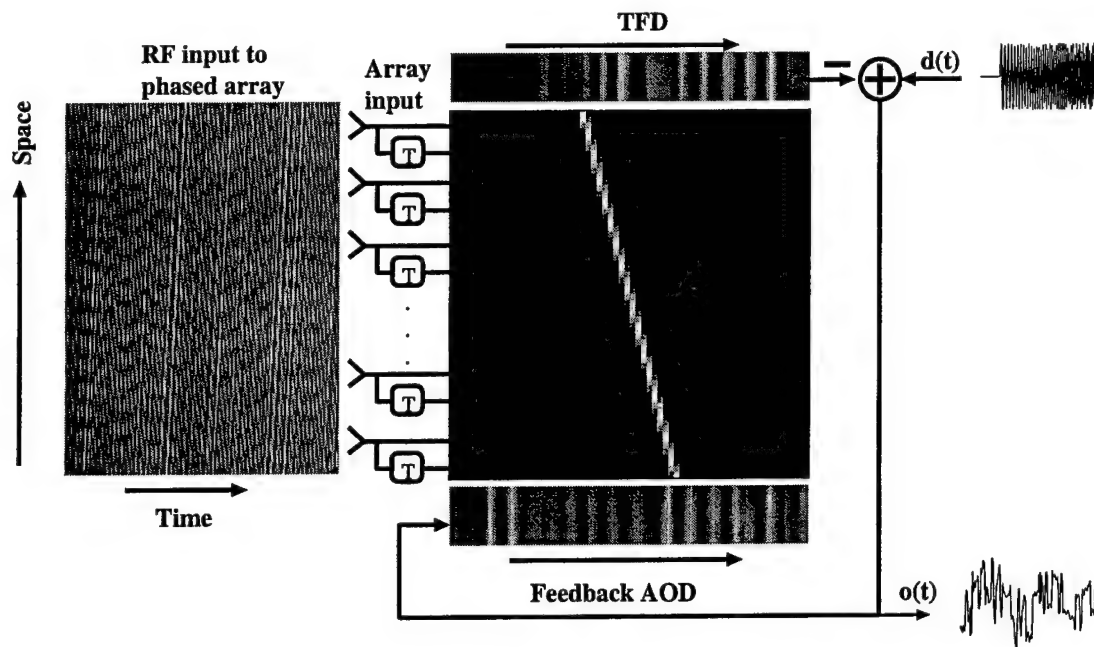 TFD
RF input to
phased array
Array
input
d(t)
Space
T
T
T
T
T
Time
Feedback AOD
o(t)